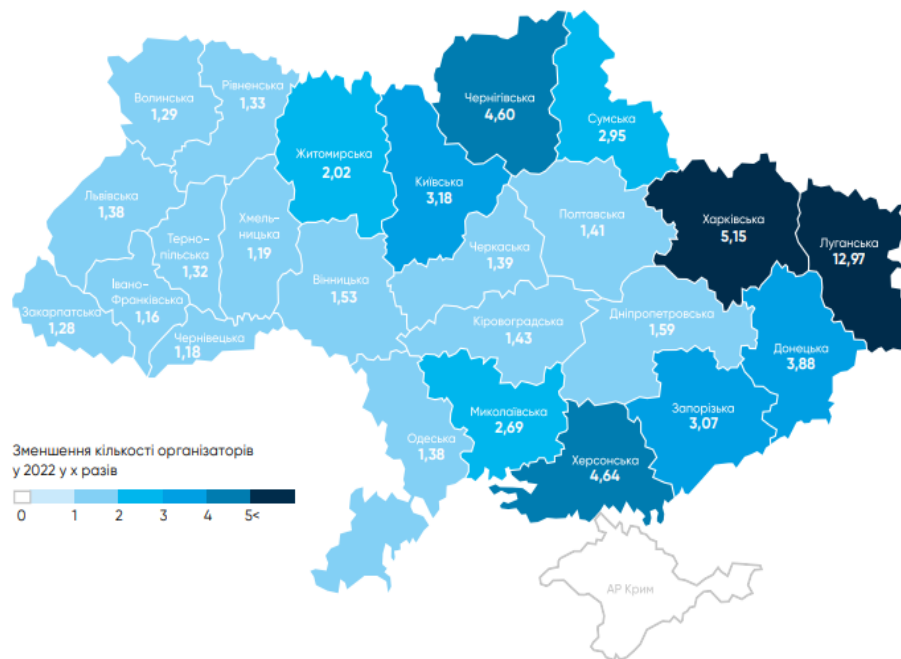 Волинська
1,29
Рівненська
1,33
Житомирська
2,02
Київська
3,18
Чернігівська
4,60
Сумська
2,95
Львівська
1,38
Терно-
пільська
1,32
Хмель-
ницька
1,19
Вінницька
1,53
Черкаська
1,39
Полтавська
1,41
Харківська
5,15
Луганська
12,97
Закарпатська
1,28
Івано-
Франківська
1,16
Чернівецька
1,18
Кіровоградська
1,43
Дніпропетровська
1,59
Донецька
3,88
Одеська
1,38
Миколаївська
2,69
Херсонська
4,64
Запорізька
3,07
АР Крим
Зменшення кількості організаторів
у 2022 у х разів
0 1 2 3 4 5<